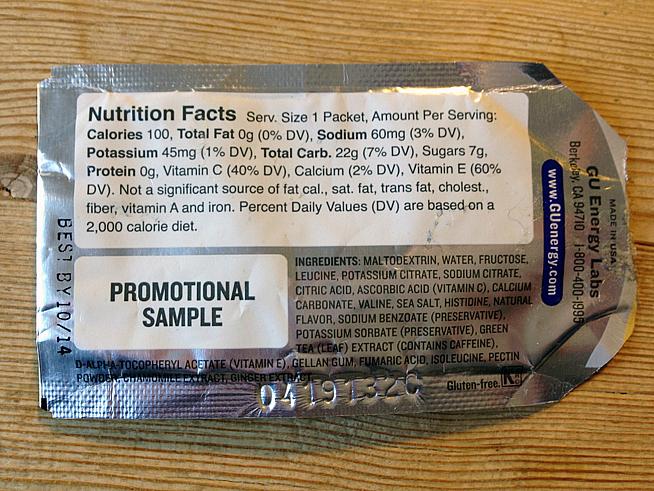 Nutrition Facts Serv. Size 1 Packet, Amount Per Serving:
Calories 100, Total Fat 0g (0% DV), Sodium 60mg (3% DV),
Potassium 45mg (1% DV), Total Carb. 22g (7% DV), Sugars 7g,
Protein 0g, Vitamin C (40% DV), Calcium (2% DV), Vitamin E (60%
DV). Not a significant source of fat cal., sat. fat, trans fat, cholest.,
fiber, vitamin A and iron. Percent Daily Values (DV) are based on a
2,000 calorie diet.
BEST BY 10/14
PROMOTIONAL
SAMPLE
INGREDIENTS: MALTODEXTRIN, WATER, FRUCTOSE,
LEUCINE, POTASSIUM CITRATE, SODIUM CITRATE,
CITRIC ACID, ASCORBIC ACID (VITAMIN C), CALCIUM
CARBONATE, VALINE, SEA SALT, HISTIDINE, NATURAL
FLAVOR, SODIUM BENZOATE (PRESERVATIVE),
POTASSIUM SORBATE (PRESERVATIVE), GREEN
TEA (LEAF) EXTRACT (CONTAINS CAFFEINE),
D-ALPHA-TOCOPHERYL ACETATE (VITAMIN E), GELLAN GUM, FUMARIC ACID, ISOLEUCINE, PECTIN
POWDER, CHAMOMILE EXTRACT, GINGER EXTRACT.
Gluten-free.
K
MADE IN USA.
GU Energy Labs
Berkeley, CA 94710 1-800-400-1995
www.GUenergy.com